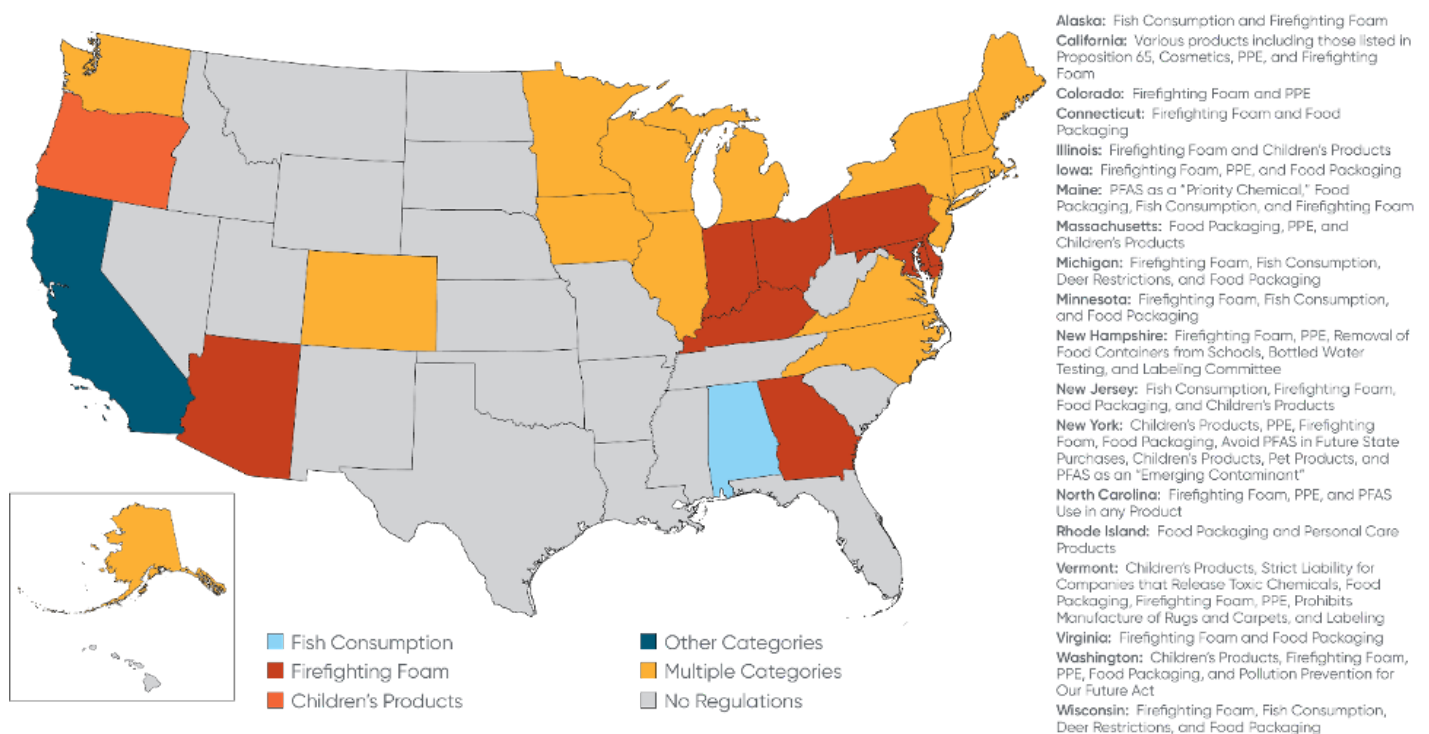 Alaska: Fish Consumption and Firefighting Foam
California: Various products including those listed in
Proposition 65, Cosmetics, PPE, and Firefighting
Foam
Colorado: Firefighting Foam and PPE
Connecticut: Firefighting Foam and Food
Packaging
Illinois: Firefighting Foam and Children's Products
Iowa: Firefighting Foam, PPE, and Food Packaging
Maine: PFAS as a “Priority Chemical,” Food
Packaging, Fish Consumption, and Firefighting Foam
Massachusetts: Food Packaging, PPE, and
Children's Products
Michigan: Firefighting Foam, Fish Consumption,
Deer Restrictions, and Food Packaging
Minnesota: Firefighting Foam, Fish Consumption,
and Food Packaging
New Hampshire: Firefighting Foam, PPE, Removal of
Food Containers from Schools, Bottled Water
Testing, and Labeling Committee
New Jersey: Fish Consumption, Firefighting Foam,
Food Packaging, and Children's Products
New York: Children's Products, PPE, Firefighting
Foam, Food Packaging, Avoid PFAS in Future State
Purchases, Children's Products, Pet Products, and
PFAS as an “Emerging Contaminant”
North Carolina: Firefighting Foam, PPE, and PFAS
Use in any Product
Rhode Island: Food Packaging and Personal Care
Products
Vermont: Children's Products, Strict Liability for
Companies that Release Toxic Chemicals, Food
Packaging, Firefighting Foam, PPE, Prohibits
Manufacture of Rugs and Carpets, and Labeling
Virginia: Firefighting Foam and Food Packaging
Washington: Children's Products, Firefighting Foam,
PPE, Food Packaging, and Pollution Prevention for
Our Future Act
Wisconsin: Firefighting Foam, Fish Consumption,
Deer Restrictions, and Food Packaging
Fish Consumption
Firefighting Foam
Children's Products
Other Categories
Multiple Categories
No Regulations